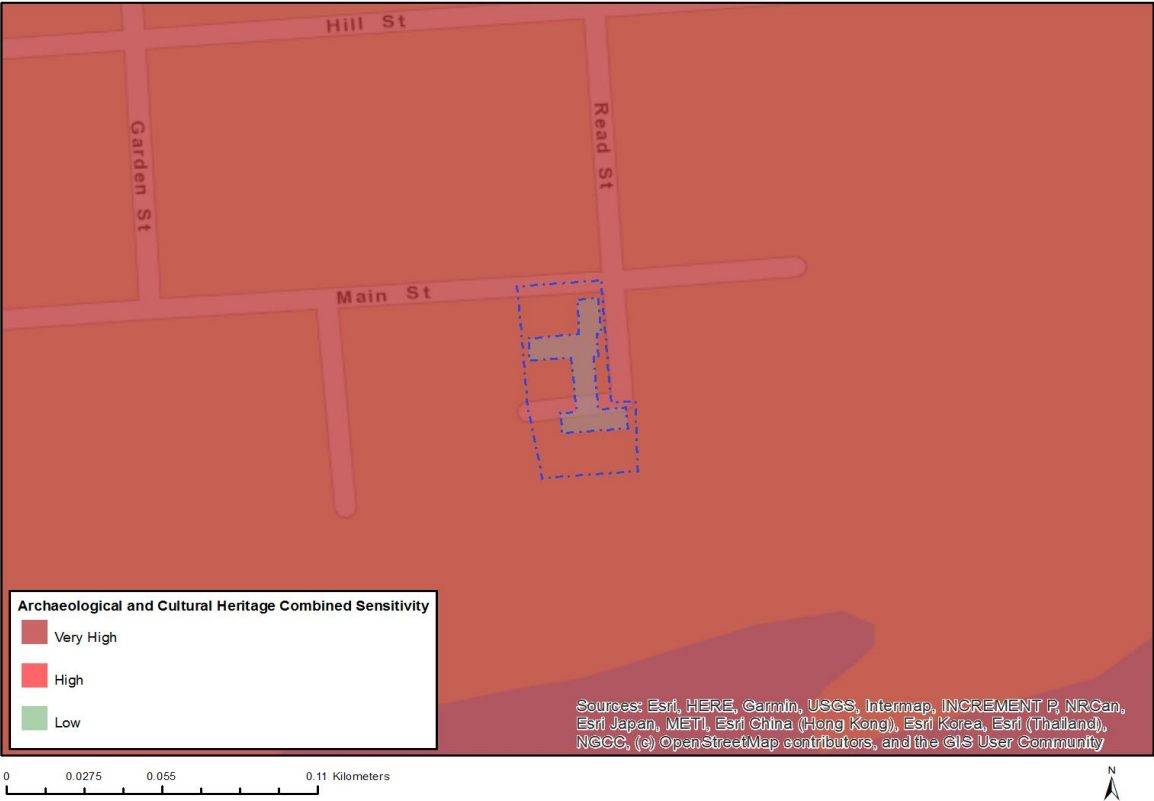 Hill St
Garden St
Read St
Main St
Archaeological and Cultural Heritage Combined Sensitivity
Very High
High
Low
Sources: Esri, HERE, Garmin, USGS, Intermap, INCREMENT P, NRCan,
Esri Japan, METI, Esri China (Hong Kong), Esri Korea, Esri (Thailand),
NGCC, (c) OpenStreetMap contributors, and the GIS User Community
0 0.0275 0.055 0.11 Kilometers
N